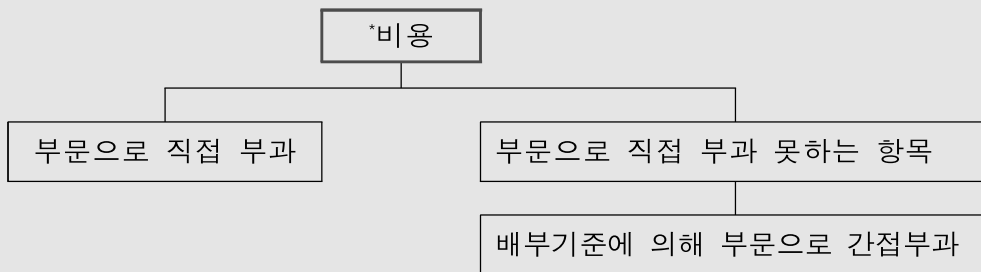 *비용
부문으로 직접 부과
부문으로 직접 부과 못하는 항목
배부기준에 의해 부문으로 간접부과